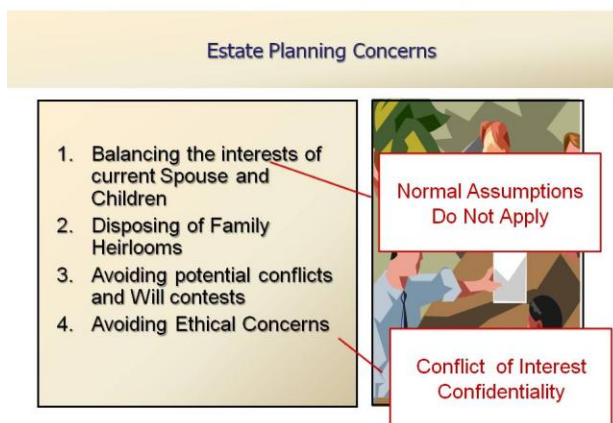 Estate Planning Concerns
1. Balancing the interests of
current Spouse and
Children
2. Disposing of Family
Heirlooms
3. Avoiding potential conflicts
and Will contests
4. Avoiding Ethical Concerns
Normal Assumptions
Do Not Apply
Conflict of Interest
Confidentiality